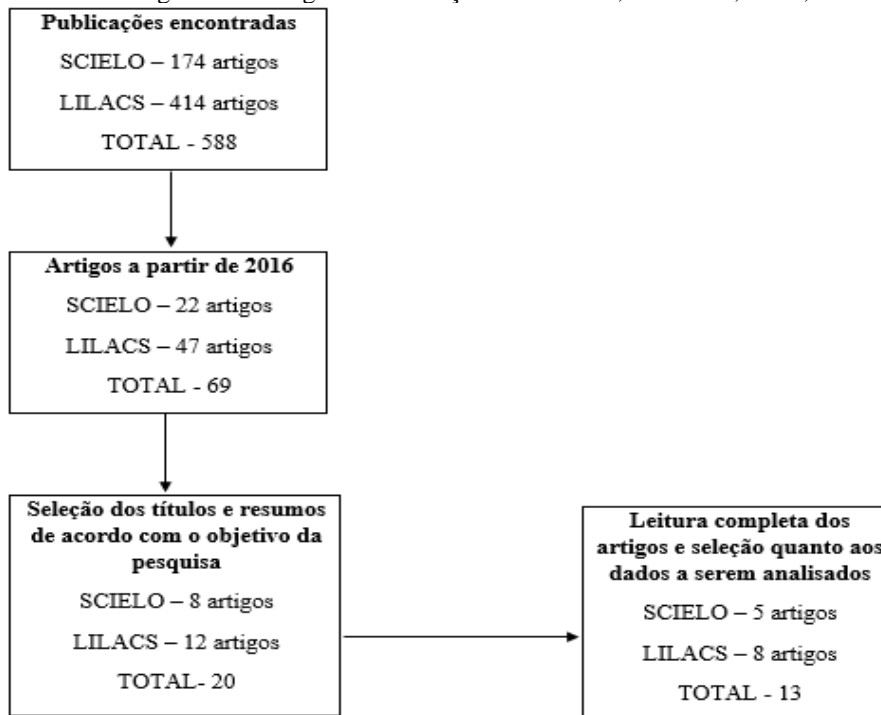 Publicações encontradas
SCIELO – 174 artigos
LILACS – 414 artigos
TOTAL - 588
Artigos a partir de 2016
SCIELO – 22 artigos
LILACS – 47 artigos
TOTAL - 69
Seleção dos títulos e resumos
de acordo com o objetivo da
pesquisa
SCIELO – 8 artigos
LILACS – 12 artigos
TOTAL- 20
Leitura completa dos
artigos e seleção quanto aos
dados a serem analisados
SCIELO – 5 artigos
LILACS – 8 artigos
TOTAL - 13